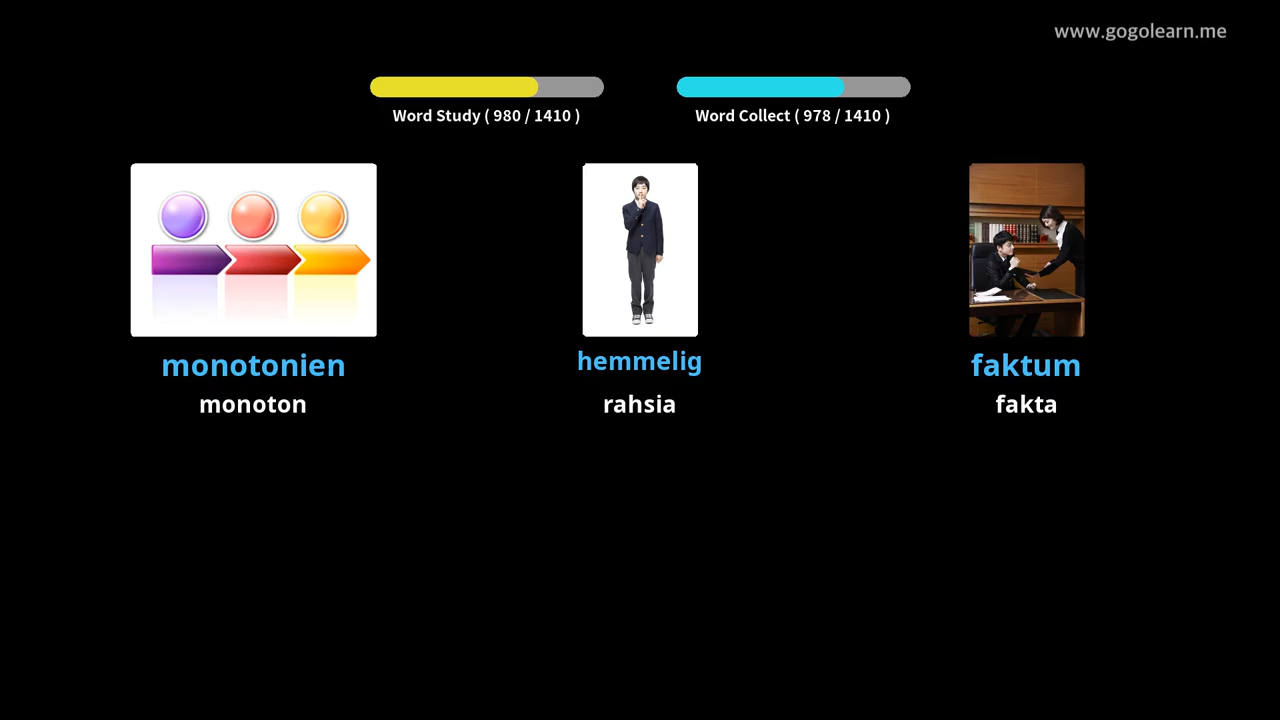 www.gogolearn.me
Word Study ( 980 / 1410 )
Word Collect ( 978 / 1410 )
monotonien
hemmelig
faktum
monoton
rahsia
fakta